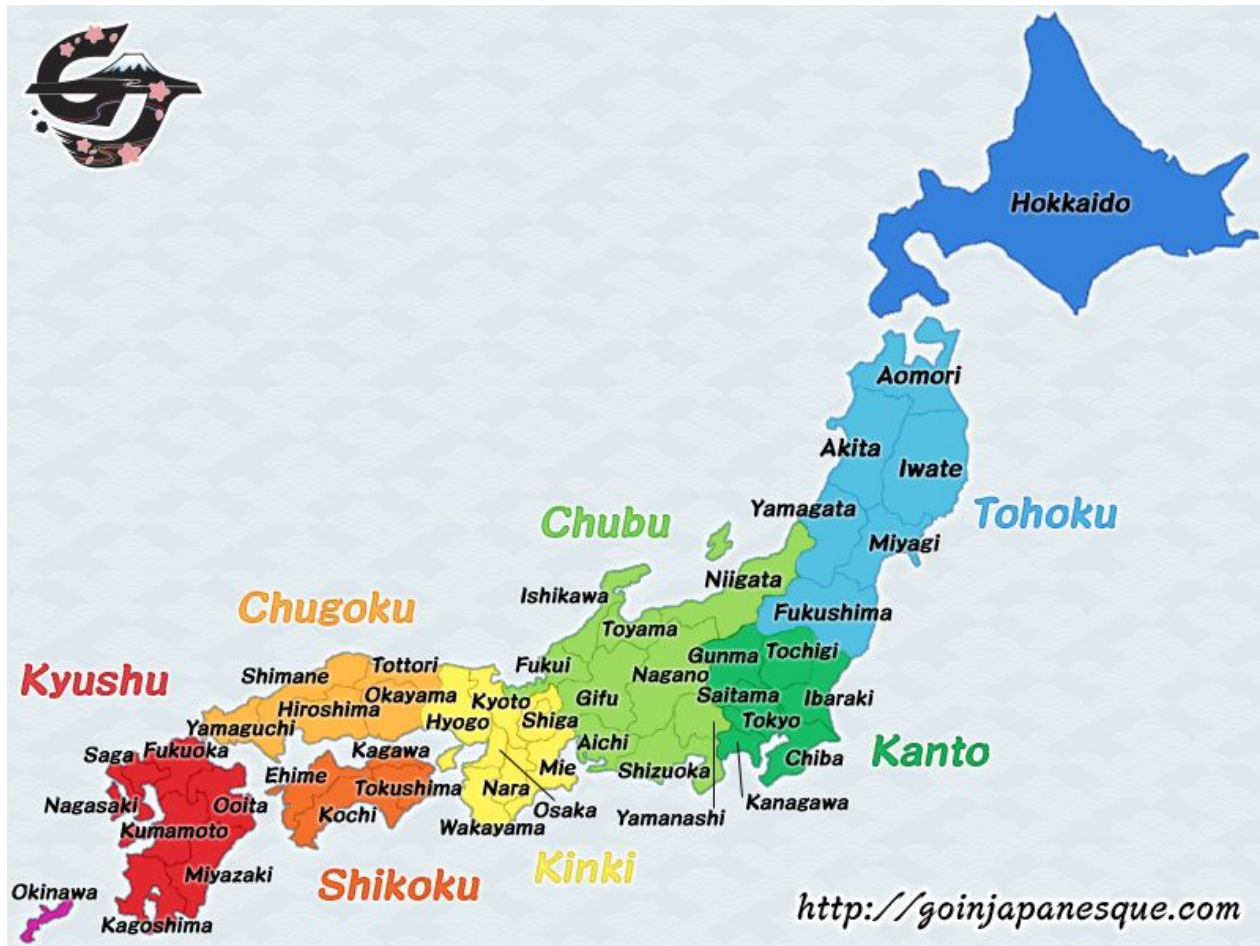 Hokkaido
Aomori
Akita
Iwate
Yamagata
Tohoku
Miyagi
Fukushima
Chubu
Niigata
Ishikawa
Toyama
Fukui
Nagano
Gifu
Aichi
Shizuoka
Yamanashi
Gunma
Tochigi
Saitama
Ibaraki
Tokyo
Chiba
Kanagawa
Kanto
Kyoto
Hyogo
Shiga
Mie
Nara
Osaka
Wakayama
Kinki
Chugoku
Tottori
Shimane
Okayama
Hiroshima
Yamaguchi
Kagawa
Ehime
Tokushima
Kochi
Shikoku
Kyushu
Fukuoka
Saga
Nagasaki
Ooita
Kumamoto
Miyazaki
Kagoshima
Okinawa
http://goinjapanesque.com